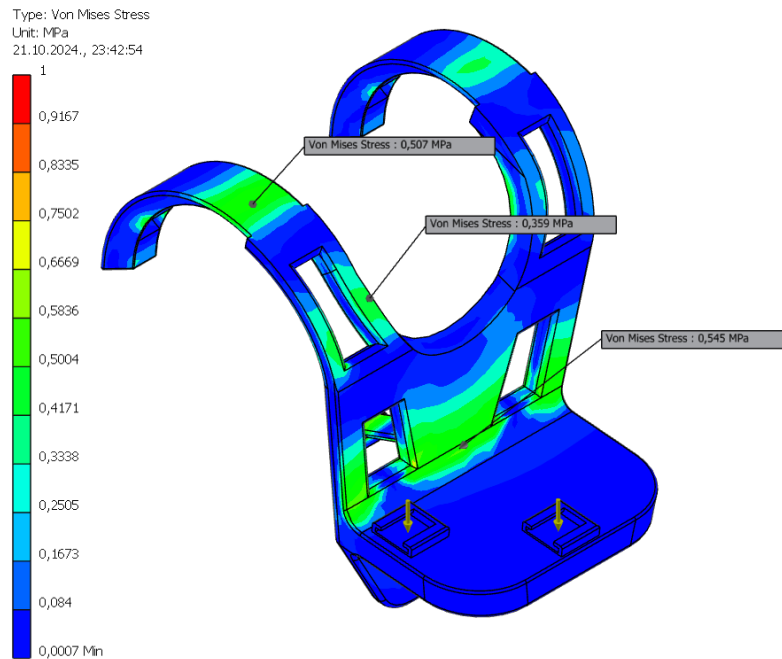 Type: Von Mises Stress
Unit: MPa
21.10.2024., 23:42:54
1
0,9167
0,8335
0,7502
0,6669
0,5836
0,5004
0,4171
0,3338
0,2505
0,1673
0,084
0,0007 Min
Von Mises Stress : 0,507 MPa
Von Mises Stress : 0,359 MPa
Von Mises Stress : 0,545 MPa